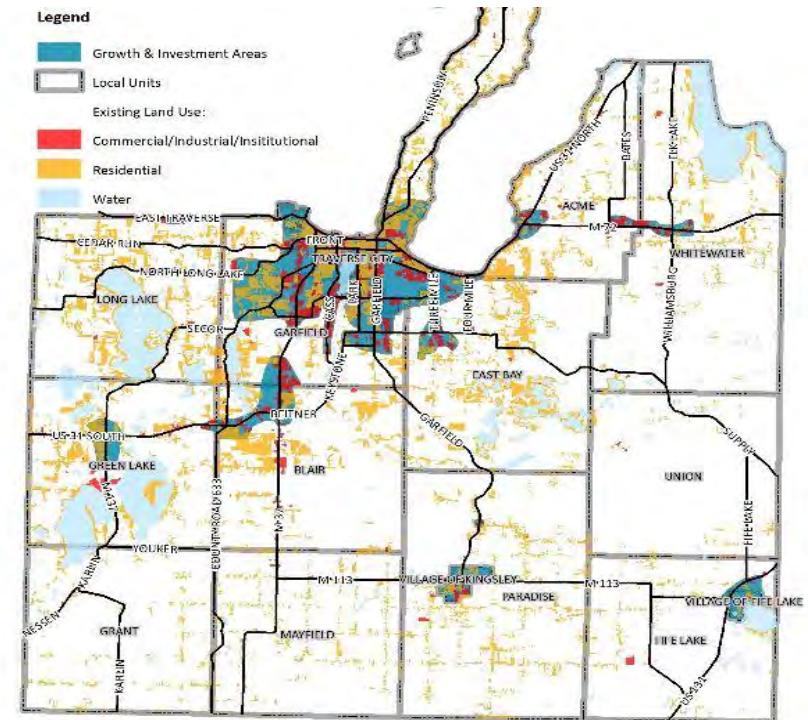 Legend
Growth & Investment Areas
Local Units
Existing Land Use:
Commercial/Industrial/Insititutional
Residential
Water
PENINSULA
US 31 NORTH
BATES
ELK LAKE
ACME
M-72
WHITEWATER
EAST TRAVERSE
CEDAR RUN
FRONT
TRAVERSE CITY
NORTH LONG LAKE
LONG LAKE
SECOR
GARFIELD
CASS
PARK
GARFIELD
THREE MILE
FOUR MILE
WILLIAMSBURG
KEYSTONE
EAST BAY
BEITNER
GARFIELD
US 31 SOUTH
GREEN LAKE
M-137
BLAIR
COUNTY ROAD 633
M-37
SUPPLY
UNION
FIFE LAKE
YOUKER
KARLIN
NESSEN
M-113
VILLAGE OF KINGSLEY
PARADISE
M-113
VILLAGE OF FIFE LAKE
GRANT
KARLIN
MAYFIELD
FIFE LAKE
US-131